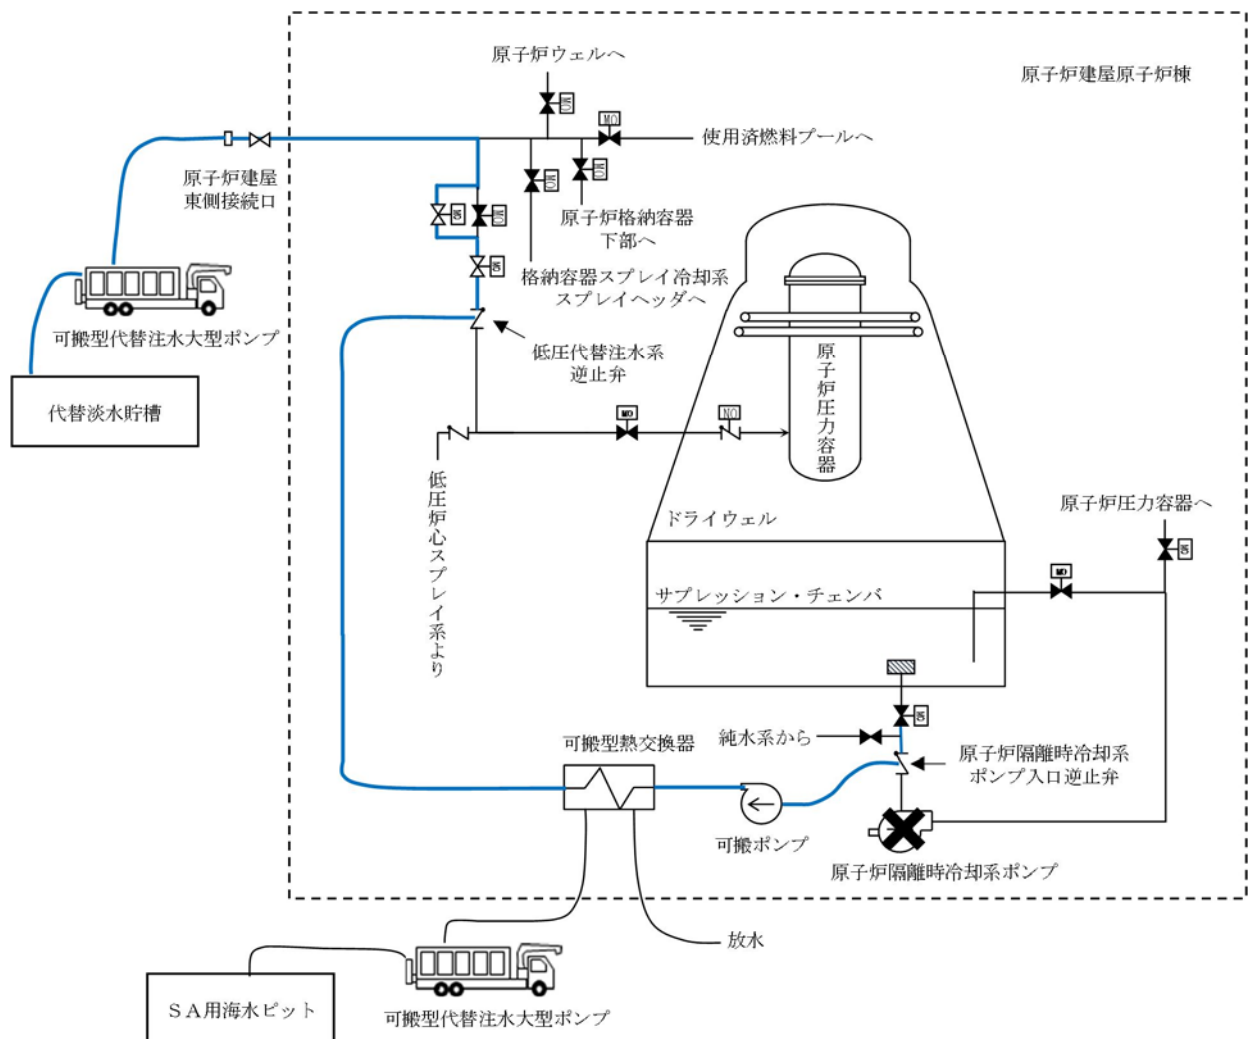 原子炉ウェルへ
原子炉建屋原子炉棟
MO
MO
使用済燃料プールへ
原子炉建屋
東側接続口
MO
MO
MO
MO
原子炉格納容器
下部へ
MO
格納容器スプレイ冷却系
スプレイヘッダへ
可搬型代替注水大型ポンプ
低圧代替注水系
逆止弁
原子炉圧力容器
代替淡水貯槽
MO
NO
低圧炉心スプレイ系より
ドライウェル
原子炉圧力容器へ
MO
MO
サプレッション・チェンバ
MO
純水系から
可搬型熱交換器
原子炉隔離時冷却系
ポンプ入口逆止弁
可搬ポンプ
原子炉隔離時冷却系ポンプ
放水
SA用海水ピット
可搬型代替注水大型ポンプ